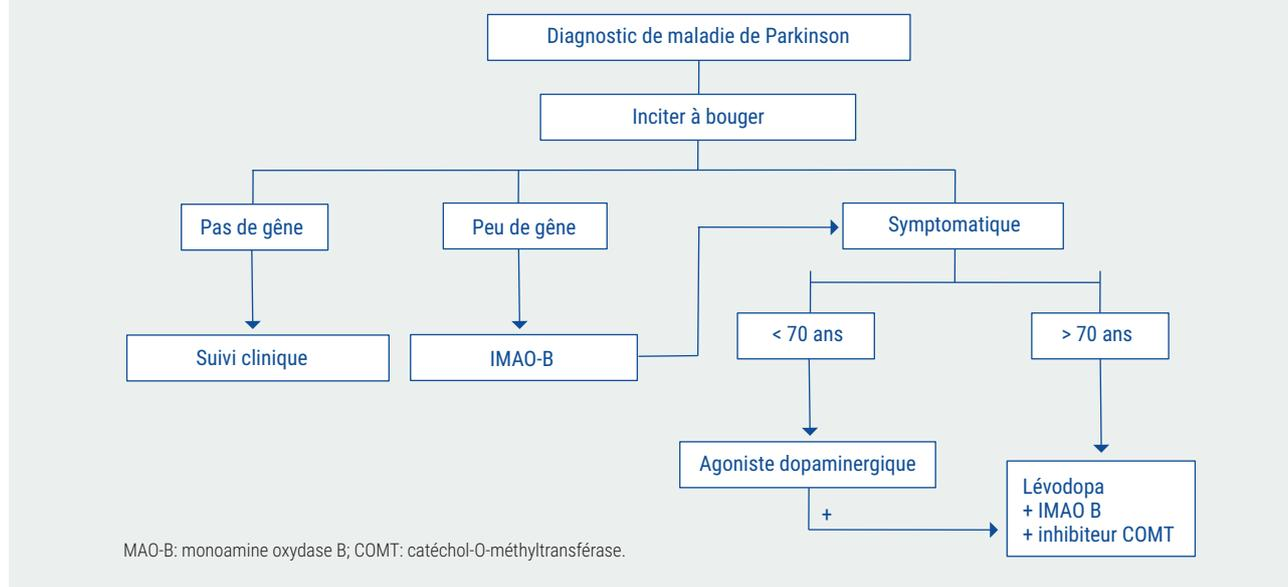 Diagnostic de maladie de Parkinson
Inciter à bouger
Pas de gêne
Peu de gêne
Symptomatique
< 70 ans
> 70 ans
Suivi clinique
IMAO-B
Agoniste dopaminergique
Lévodopa
+ IMAO B
+ inhibiteur COMT
+
MAO-B: monoamine oxydase B; COMT: catéchol-O-méthyltransférase.